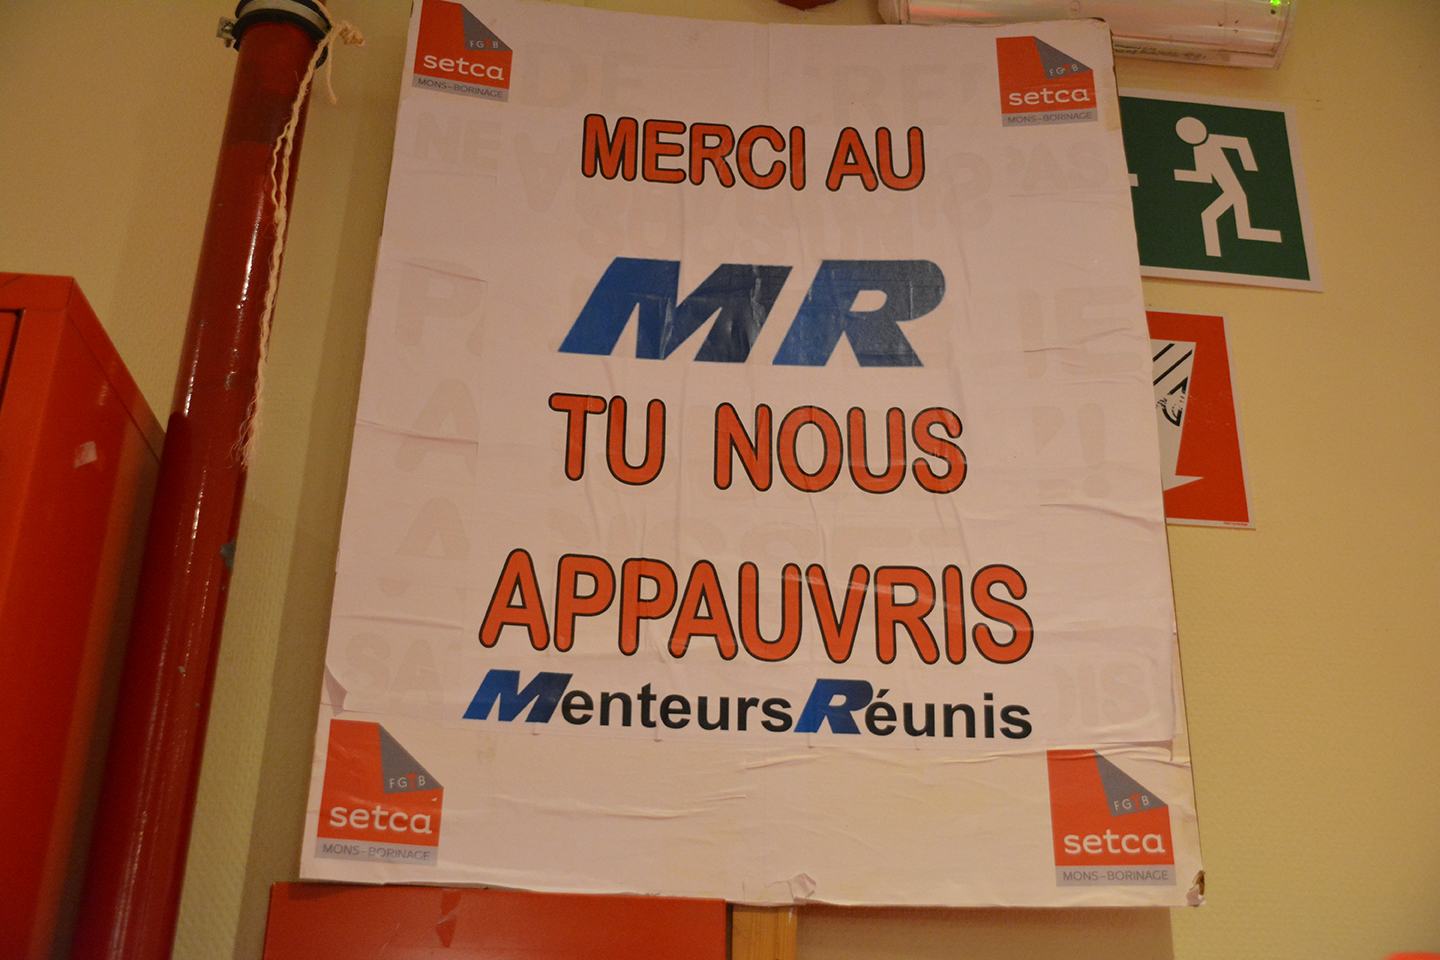 FGTB
setca
MONS-BORINAGE
FGTB
setca
MONS-BORINAGE
MERCI AU
MR
TU NOUS
APPAUVRIS
MenteursRéunis
FGTB
setca
MONS-BORINAGE
FGTB
setca
MONS-BORINAGE